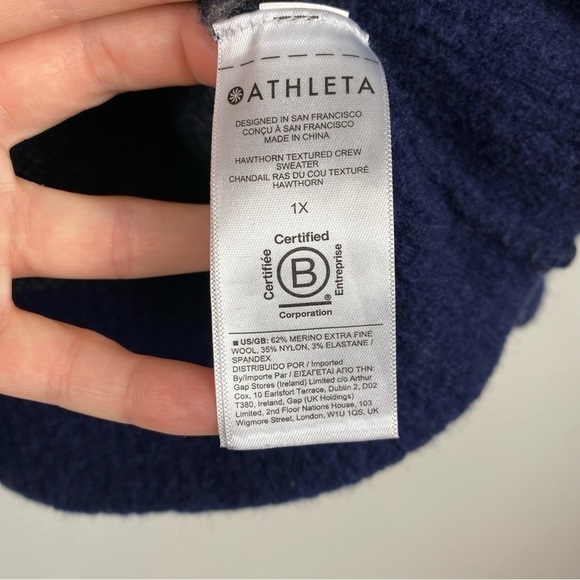 ATHLETA
DESIGNED IN SAN FRANCISCO
CONÇU À SAN FRANCISCO
MADE IN CHINA
HAWTHORN TEXTURED CREW
SWEATER
CHANDAIL RAS DU COU TEXTURÉ
HAWTHORN
1X
Certified
Certifiée
B
Entreprise
®
Corporation
■ US/GB: 62% MERINO EXTRA FINE
WOOL, 35% NYLON, 3% ELASTANE /
SPANDEX
DISTRIBUIDO POR / Imported
By/Importe Par / ΕΙΣΑΓΕΤΑΙ ΑΠΟ ΤΗΝ:
Gap Stores (Ireland) Limited c/o Arthur
Cox, 10 Earlsfort Terrace, Dublin 2, D02
T380, Ireland, Gap (UK Holdings)
Limited, 2nd Floor Nations House, 103
Wigmore Street, London, W1U 1QS, UK